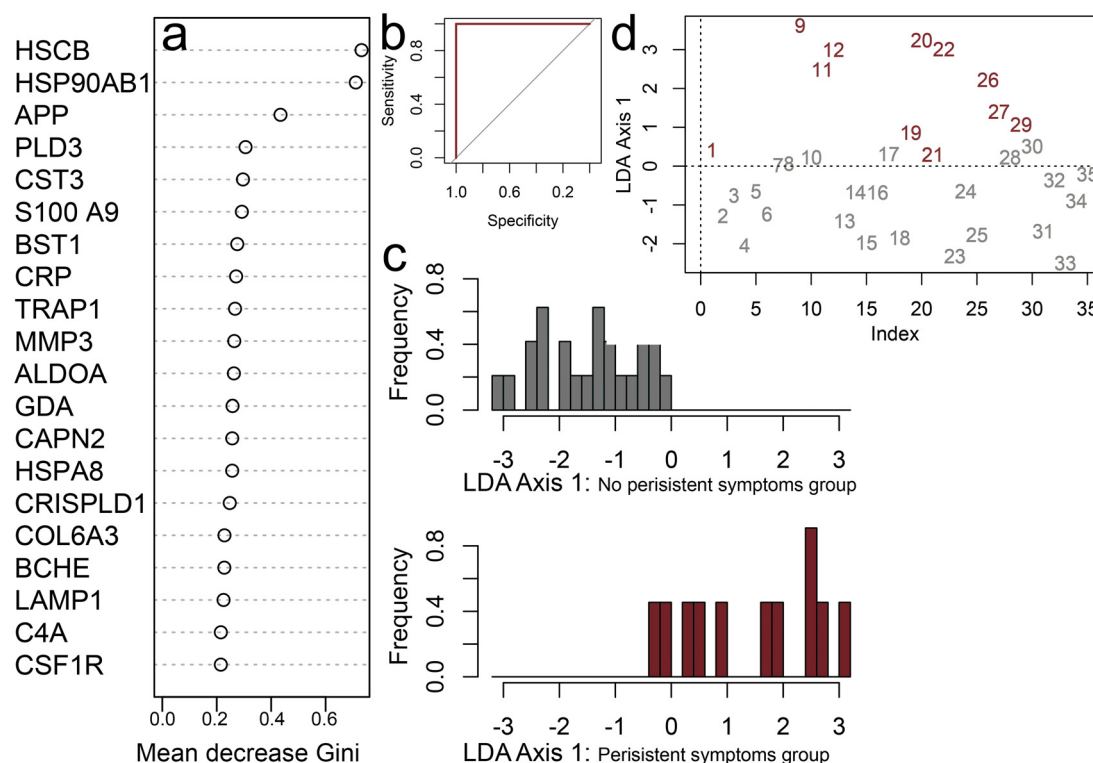 a
HSCB
HSP90AB1
APP
PLD3
CST3
S100 A9
BST1
CRP
TRAP1
MMP3
ALDOA
GDA
CAPN2
HSPA8
CRISPLD1
COL6A3
BCHE
LAMP1
C4A
CSF1R
0.0 0.2 0.4 0.6
Mean decrease Gini
b
Sensitivity
0.8
0.4
0.0
1.0 0.6 0.2
Specificity
c
Frequency
0.8
0.4
0.0
-3 -2 -1 0 1 2 3
LDA Axis 1: No perisistent symptoms group
Frequency
0.8
0.4
0.0
-3 -2 -1 0 1 2 3
LDA Axis 1: Perisistent symptoms group
d
LDA Axis 1
3
2
1
0
-1
-2
9
20
12 22
11
26
27
29
19
1
30
17
21
10 28
7 8
35
32
3 5 14 16 24
34
2 6
13
31
25
18
4 15
23
33
0 5 10 15 20 25 30 35
Index